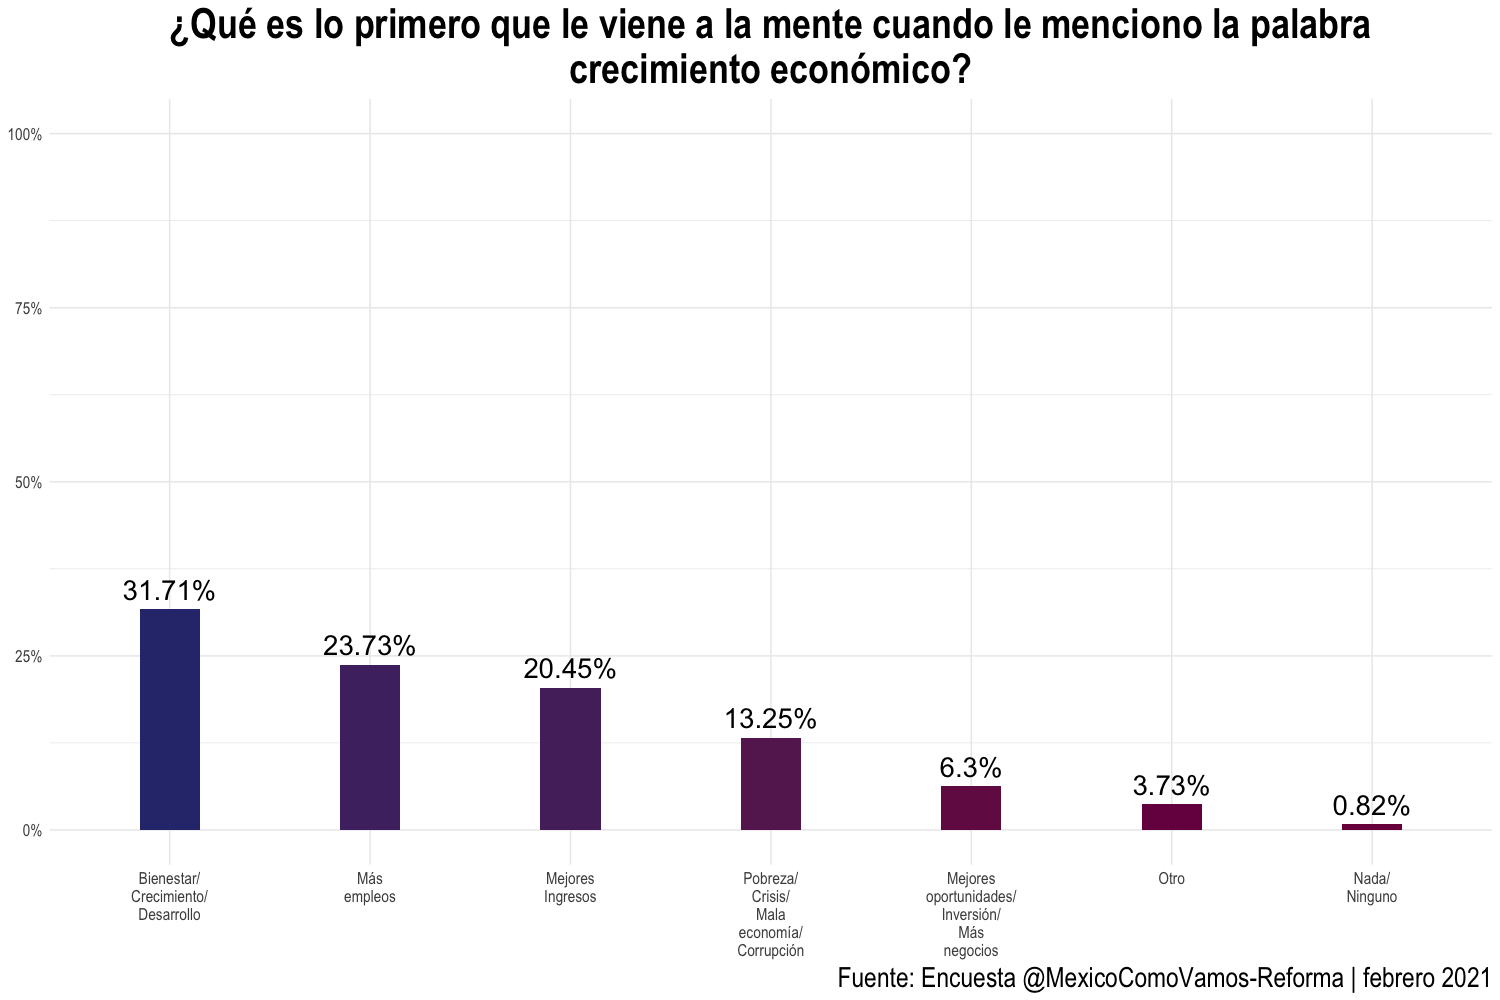 ¿Qué es lo primero que le viene a la mente cuando le menciono la palabra
crecimiento económico?
100%
75%
50%
25%
0%
31.71%
23.73%
20.45%
13.25%
6.3%
3.73%
0.82%
Bienestar/
Crecimiento/
Desarrollo
Más
empleos
Mejores
Ingresos
Pobreza/
Crisis/
Mala
economía/
Corrupción
Mejores
oportunidades/
Inversión/
Más
negocios
Otro
Nada/
Ninguno
Fuente: Encuesta @MexicoComoVamos-Reforma | febrero 2021